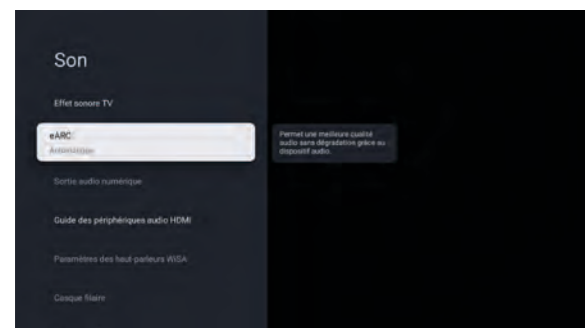 Son
Effet sonore TV
eARC
Automatique
Sortie audio numérique
Guide des périphériques audio HDMI
Paramètres des haut-parleurs WiSA
Casque filaire
Permet une meilleure qualité
audio sans dégradation grâce au
dispositif audio.